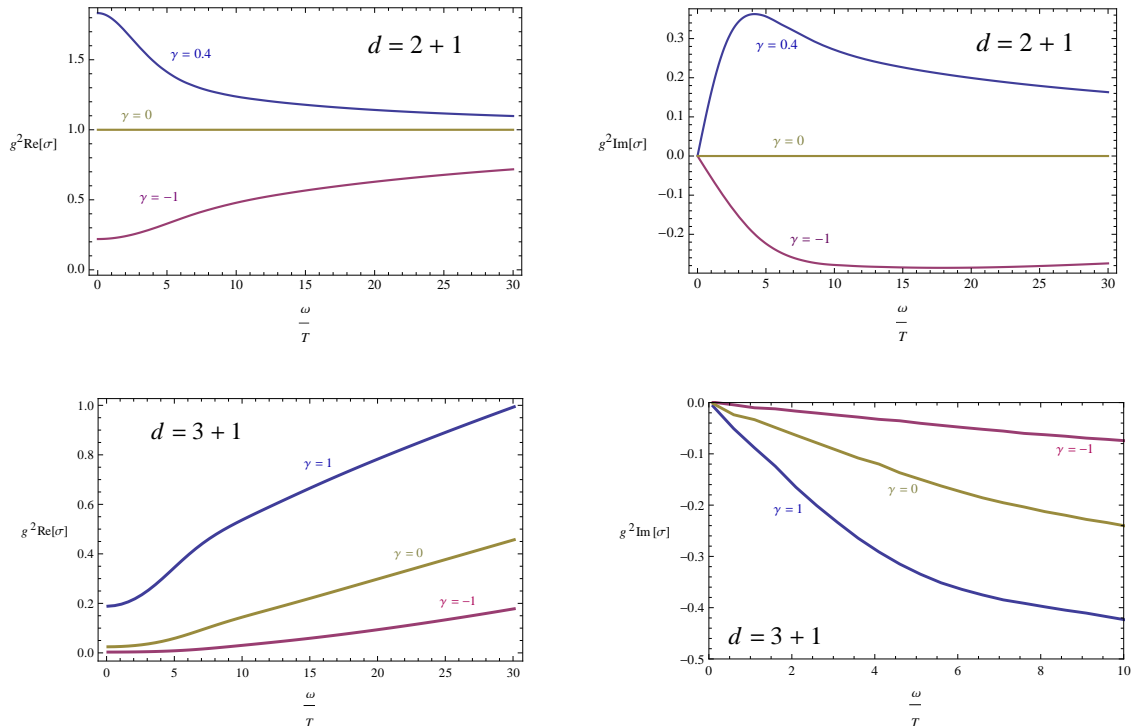 d = 2 + 1
γ = 0.4
γ = 0
γ = −1
g²Re[σ]
1.5
1.0
0.5
0.0
0 5 10 15 20 25 30
ω
T
d = 2 + 1
γ = 0.4
γ = 0
γ = −1
g²Im[σ]
0.3
0.2
0.1
0.0
−0.1
−0.2
0 5 10 15 20 25 30
ω
T
d = 3 + 1
γ = 1
γ = 0
γ = −1
g²Re[σ]
1.0
0.8
0.6
0.4
0.2
0.0
0 5 10 15 20 25 30
ω
T
γ = −1
γ = 0
γ = 1
d = 3 + 1
g²Im[σ]
0.0
−0.1
−0.2
−0.3
−0.4
−0.5
0 2 4 6 8 10
ω
T